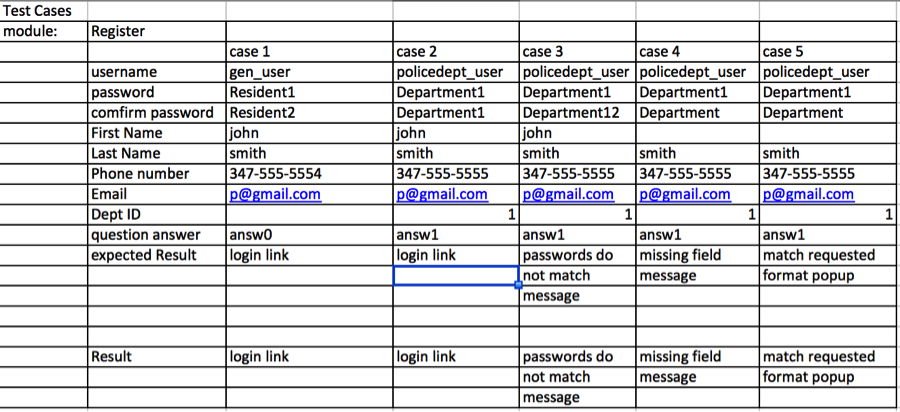 Test Cases
module: Register
case 1 case 2 case 3 case 4 case 5
username gen_user policedept_user policedept_user policedept_user policedept_user
password Resident1 Department1 Department1 Department1 Department1
comfirm password Resident2 Department1 Department12 Department Department
First Name john john john
Last Name smith smith smith smith smith
Phone number 347-555-5554 347-555-5555 347-555-5555 347-555-5555 347-555-5555
Email p@gmail.com p@gmail.com p@gmail.com p@gmail.com p@gmail.com
Dept ID 1 1 1 1
question answer answ0 answ1 answ1 answ1 answ1
expected Result login link login link passwords do missing field match requested
not match message format popup
message
Result login link login link passwords do missing field match requested
not match message format popup
message